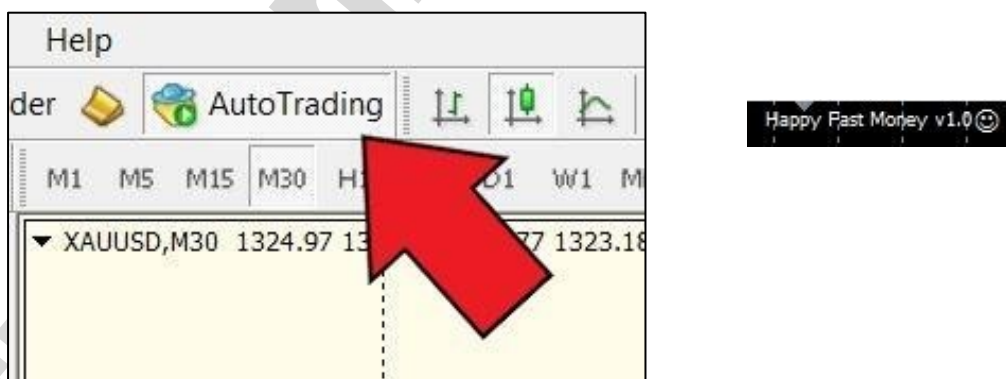 Help
der AutoTrading
Happy Fast Money v1.0
M1 M5 M15 M30 W1
XAUUSD,M30 1324.97 1323.18